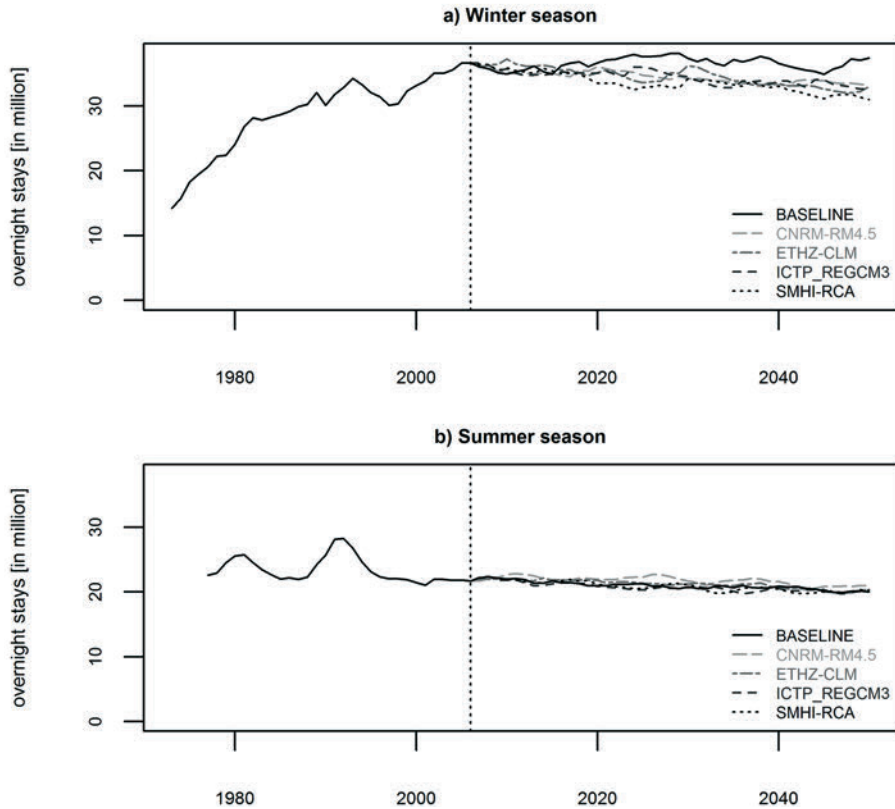 a) Winter season
overnight stays [in million]
30
20
10
0
BASELINE
CNRM-RM4.5
ETHZ-CLM
ICTP_REGCM3
SMHI-RCA
1980 2000 2020 2040
b) Summer season
overnight stays [in million]
30
20
10
0
BASELINE
CNRM-RM4.5
ETHZ-CLM
ICTP_REGCM3
SMHI-RCA
1980 2000 2020 2040